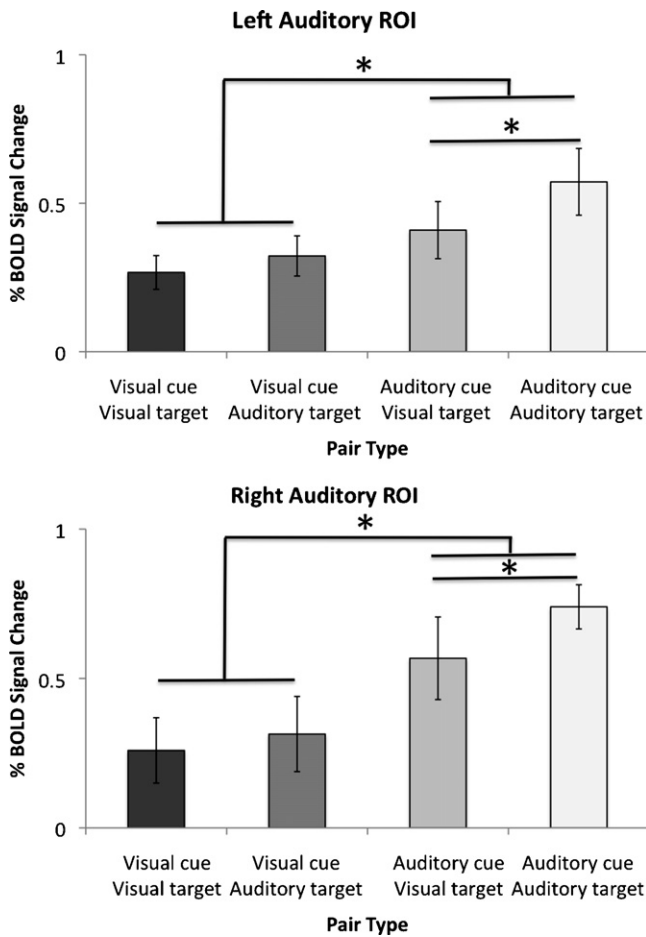 Left Auditory ROI
1
*
*
0.5
0
% BOLD Signal Change
Visual cue Visual cue Auditory cue Auditory cue
Visual target Auditory target Visual target Auditory target
Pair Type
Right Auditory ROI
1
*
*
0.5
0
% BOLD Signal Change
Visual cue Visual cue Auditory cue Auditory cue
Visual target Auditory target Visual target Auditory target
Pair Type